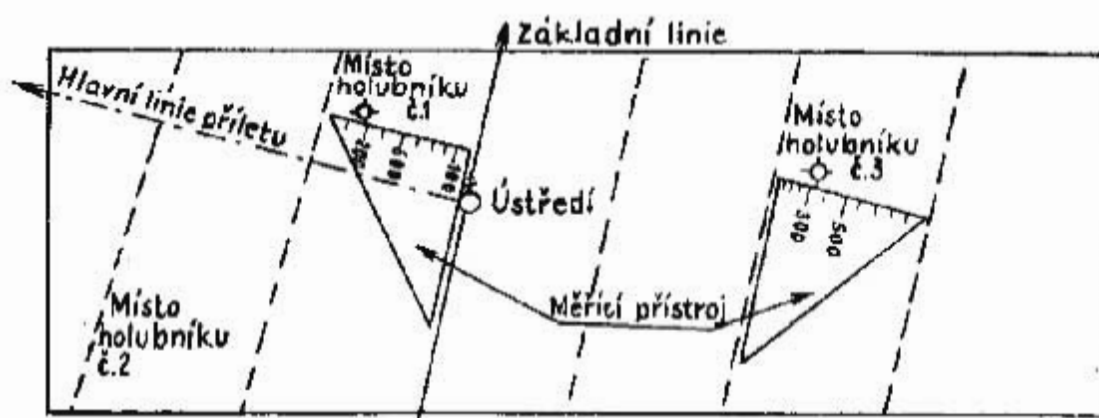 Základní linie
Hlavní linie příletu
Místo
holubníku
č.1
Ústředí
Místo
holubníku
č.3
300
500
Měřicí přístroj
Místo
holubníku
č.2